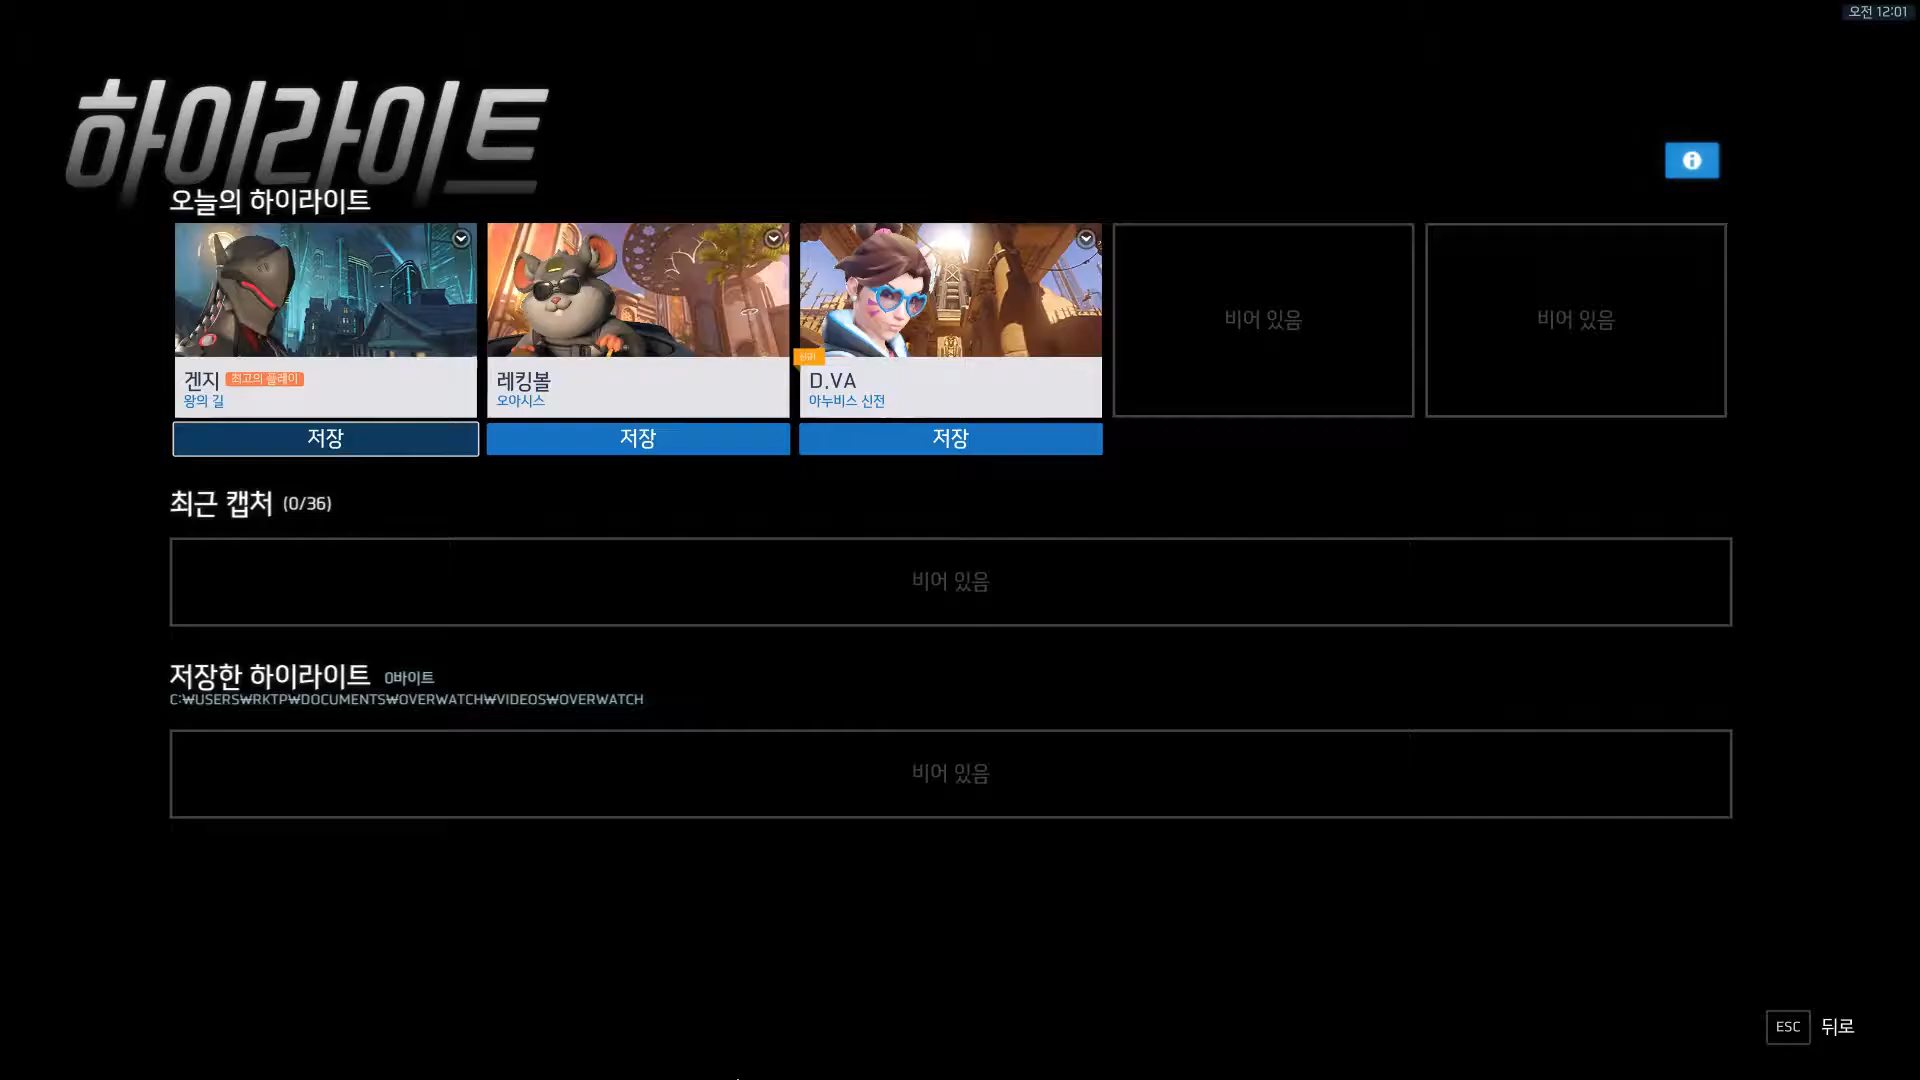 오전 12:01
하이라이트
오늘의 하이라이트
겐지 최고의 플레이
왕의 길
저장
레킹볼
오아시스
저장
신규!
D.VA
아누비스 신전
저장
비어 있음
비어 있음
최근 캡처 (0/36)
비어 있음
저장한 하이라이트 0바이트
C:₩USERS₩RKTP₩DOCUMENTS₩OVERWATCH₩VIDEOS₩OVERWATCH
비어 있음
ESC 뒤로